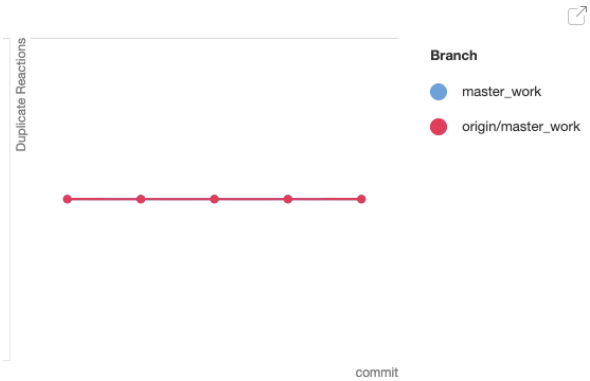 Duplicate Reactions
Branch
master_work
origin/master_work
commit